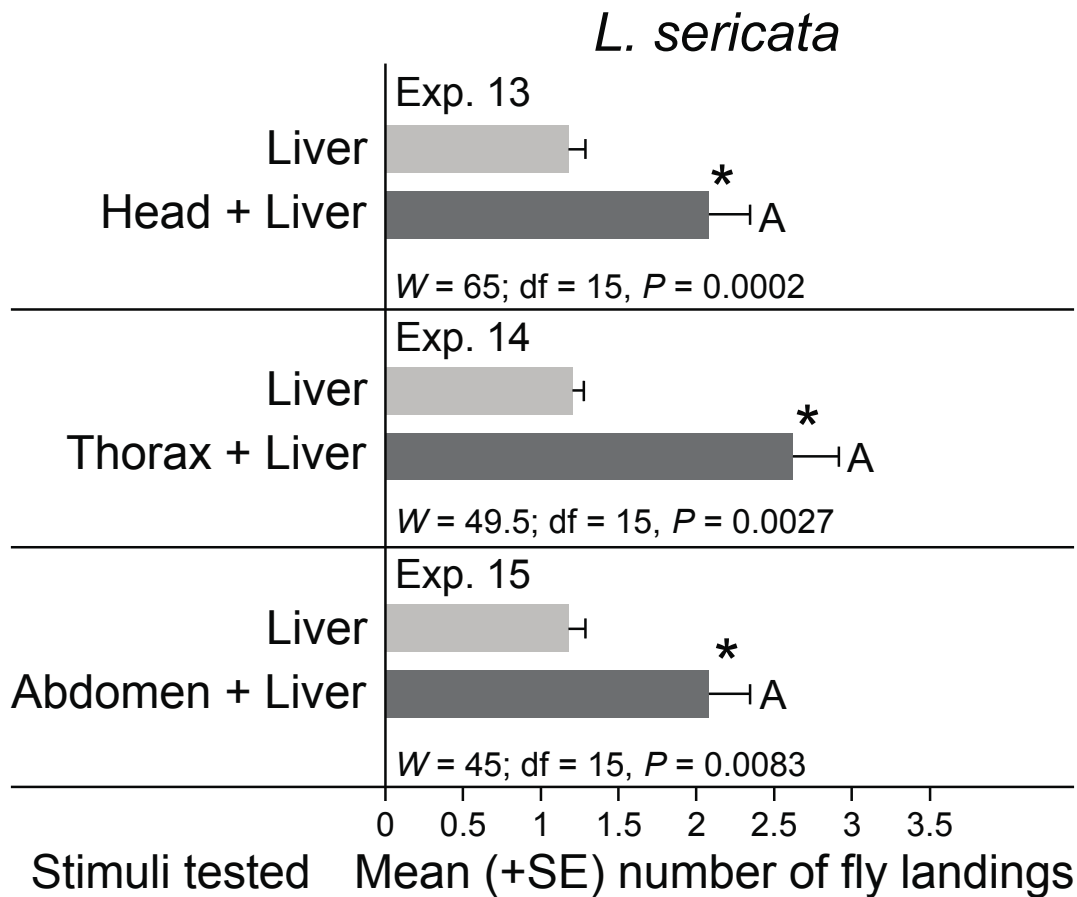 L. sericata
Exp. 13
Liver
*
Head + Liver
A
W = 65; df = 15, P = 0.0002
Exp. 14
Liver
*
Thorax + Liver
A
W = 49.5; df = 15, P = 0.0027
Exp. 15
Liver
*
Abdomen + Liver
A
W = 45; df = 15, P = 0.0083
0 0.5 1 1.5 2 2.5 3 3.5
Stimuli tested Mean (+SE) number of fly landings